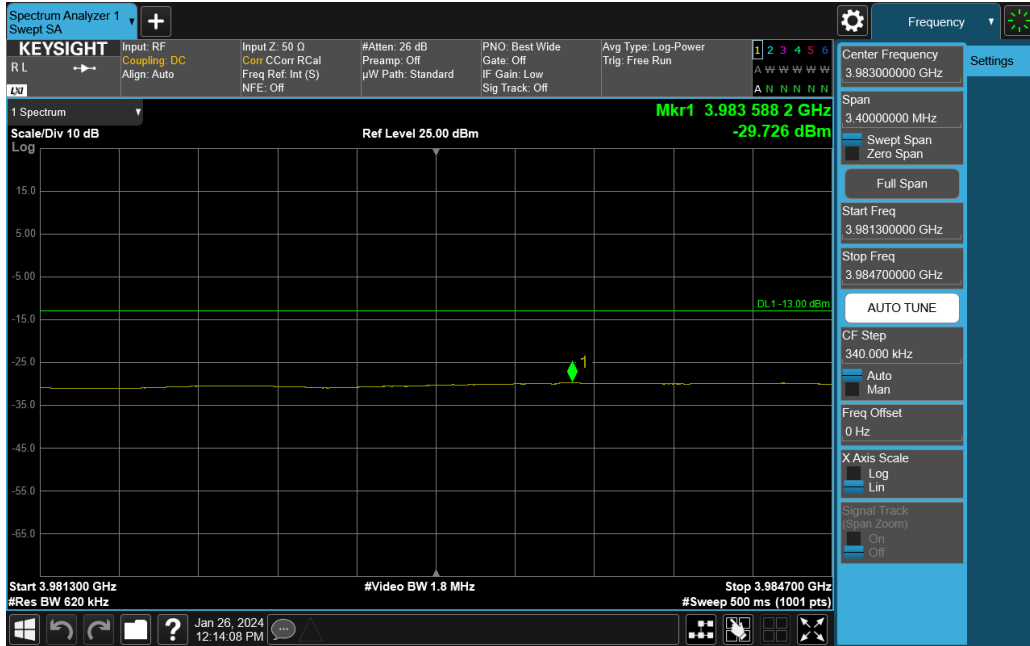 Spectrum Analyzer 1
Swept SA
Frequency
KEYSIGHT
R L
LXI
Input: RF
Coupling: DC
Align: Auto
Input Z: 50 Ω
Corr CCorr RCal
Freq Ref: Int (S)
NFE: Off
#Atten: 26 dB
Preamp: Off
µW Path: Standard
PNO: Best Wide
Gate: Off
IF Gain: Low
Sig Track: Off
Avg Type: Log-Power
Trig: Free Run
1 2 3 4 5 6
A W W W W W
A N N N N N
1 Spectrum
Mkr1 3.983 588 2 GHz
Scale/Div 10 dB
Ref Level 25.00 dBm
-29.726 dBm
Log
15.0
5.00
-5.00
DL1 -13.00 dBm
-15.0
-25.0
1
-35.0
-45.0
-55.0
-65.0
Start 3.981300 GHz
#Video BW 1.8 MHz
Stop 3.984700 GHz
#Res BW 620 kHz
#Sweep 500 ms (1001 pts)
?
Jan 26, 2024
12:14:08 PM
Center Frequency
3.983000000 GHz
Settings
Span
3.40000000 MHz
Swept Span
Zero Span
Full Span
Start Freq
3.981300000 GHz
Stop Freq
3.984700000 GHz
AUTO TUNE
CF Step
340.000 kHz
Auto
Man
Freq Offset
0 Hz
X Axis Scale
Log
Lin
Signal Track
(Span Zoom)
On
Off